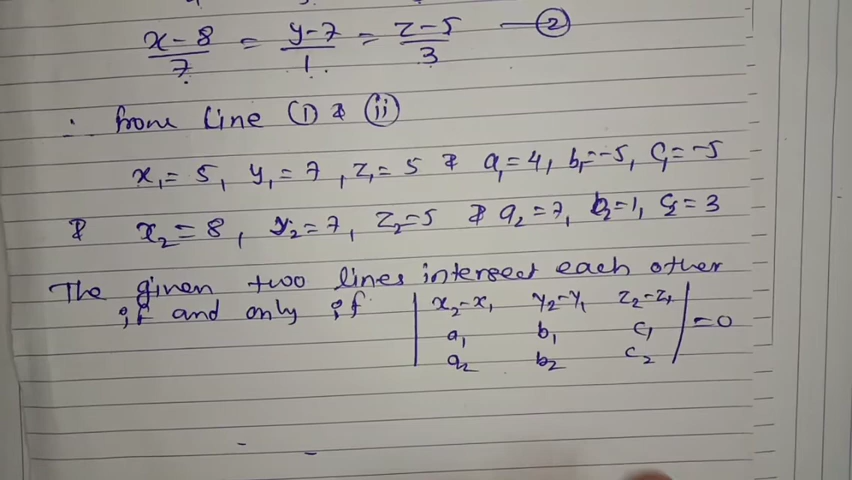 x-8/7 = y-7/1 = z-5/3 —②
∴ from Line (i) & (ii)
x₁= 5, y₁= 7, z₁= 5 & a₁= 4, b₁=-5, c₁= -5
& x₂= 8, y₂= 7, z₂=5 & a₂= 7, b₂=1, c₂= 3
The given two lines intersect each other
if and only if | x₂-x₁ y₂-y₁ z₂-z₁ |
a₁ b₁ c₁ =0
a₂ b₂ c₂